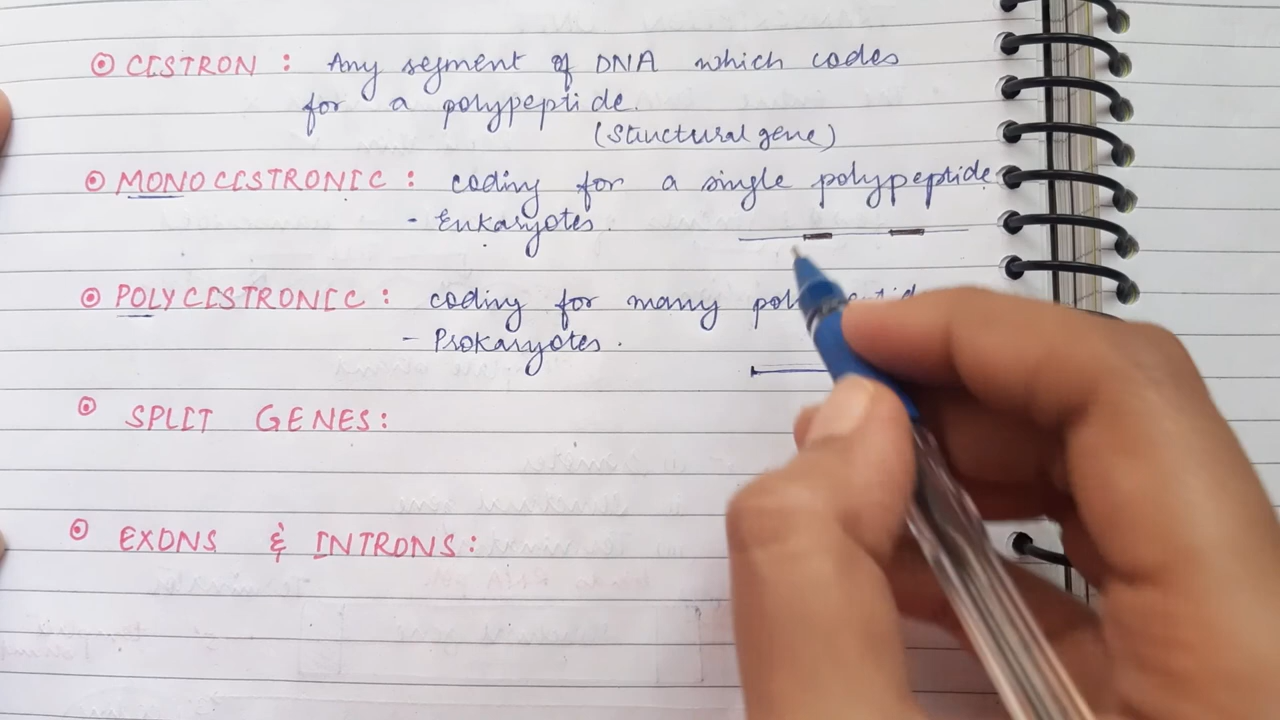 CISTRON : Any segment of DNA which codes
for a polypeptide.
(Structural gene)
MONOCISTRONIC : coding for a single polypeptide.
- Eukaryotes.
POLYCISTRONIC : coding for many
- Prokaryotes.
SPLIT GENES:
EXONS & INTRONS: